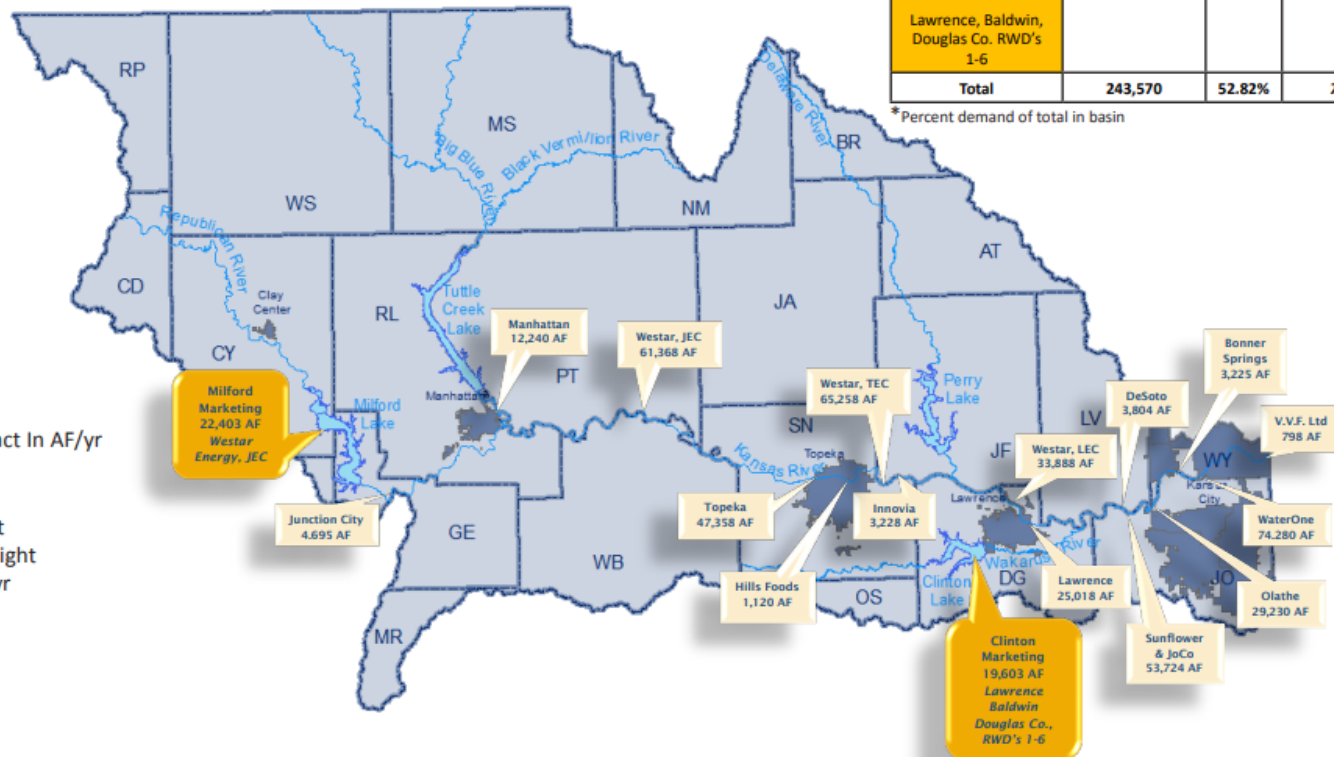 Lawrence, Baldwin,
Douglas Co. RWD's
1-6
Total 243,570 52.82%
*Percent demand of total in basin
RP
MS
Delaware River
BR
Big Blue River
Black Vermillion River
WS
NM
Republican River
AT
CD
Clay
Center
RL
Tuttle
Creek
Lake
JA
CY
Manhattan
12,240 AF
Westar, JEC
61,368 AF
PT
Bonner
Springs
3,225 AF
Milford
Marketing
22,403 AF
Westar
Energy, JEC
Milford
Lake
Manhattan
Westar, TEC
65,258 AF
Perry
Lake
DeSoto
3,804 AF
LV
V.V.F. Ltd
798 AF
act In AF/yr
SN
Topeka
Kansas River
JF
Westar, LEC
33,888 AF
WY
Kansas
City
Junction City
4.695 AF
Topeka
47,358 AF
Innovia
3,228 AF
Lawrence
WaterOne
74.280 AF
t
ight
yr
GE
WB
Hills Foods
1,120 AF
Clinton
Lake
Wakarus River
DG
Lawrence
25,018 AF
JO
Olathe
29,230 AF
OS
MR
Sunflower
& JoCo
53,724 AF
Clinton
Marketing
19,603 AF
Lawrence
Baldwin
Douglas Co.,
RWD's 1-6